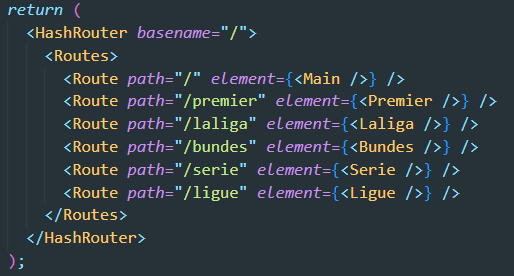 return (
<HashRouter basename="/">
<Routes>
<Route path="/" element={<Main />} />
<Route path="/premier" element={<Premier />} />
<Route path="/laliga" element={<Laliga />} />
<Route path="/bundes" element={<Bundes />} />
<Route path="/serie" element={<Serie />} />
<Route path="/ligue" element={<Ligue />} />
</Routes>
</HashRouter>
);